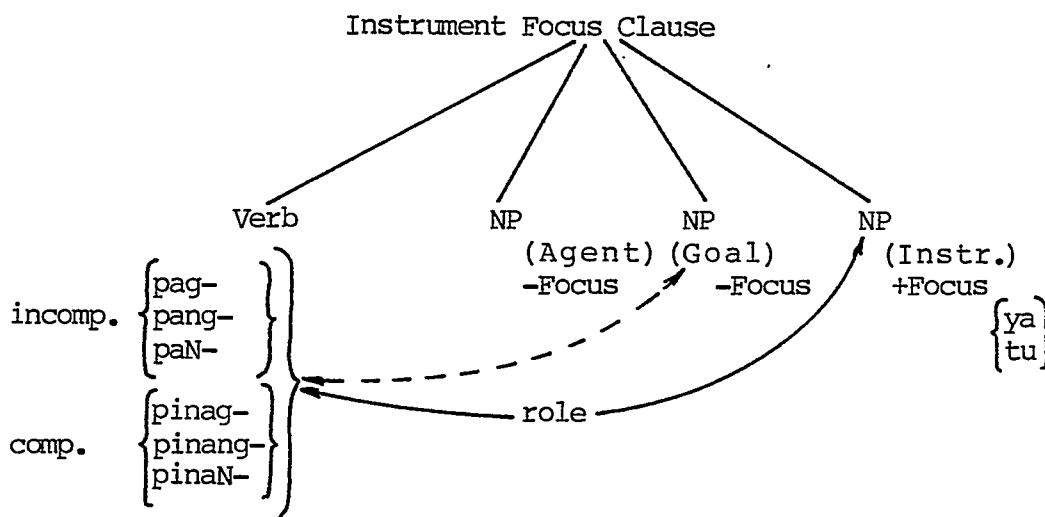 Instrument Focus Clause
Verb NP NP NP
(Agent) (Goal) (Instr.)
-Focus -Focus +Focus
incomp. pag- ya
pang- tu
paN-
role
comp. pinag-
pinang-
pinaN-